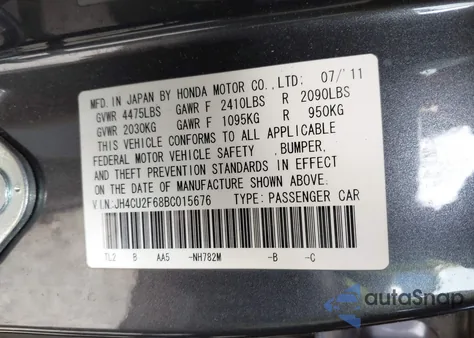 MFD. IN JAPAN BY HONDA MOTOR CO., LTD: 07/'11
GVWR 4475LBS GAWR F 2410LBS R 2090LBS
GVWR 2030KG GAWR F 1095KG R 950KG
THIS VEHICLE CONFORMS TO ALL APPLICABLE
FEDERAL MOTOR VEHICLE SAFETY , BUMPER,
AND THEFT PREVENTION STANDARDS IN EFFECT
ON THE DATE OF MANUFACTURE SHOWN ABOVE.
V.I.N.:JH4CU2F68BC015676 TYPE: PASSENGER CAR
TL2 B AA5 -NH782M -B -C
autoSnap